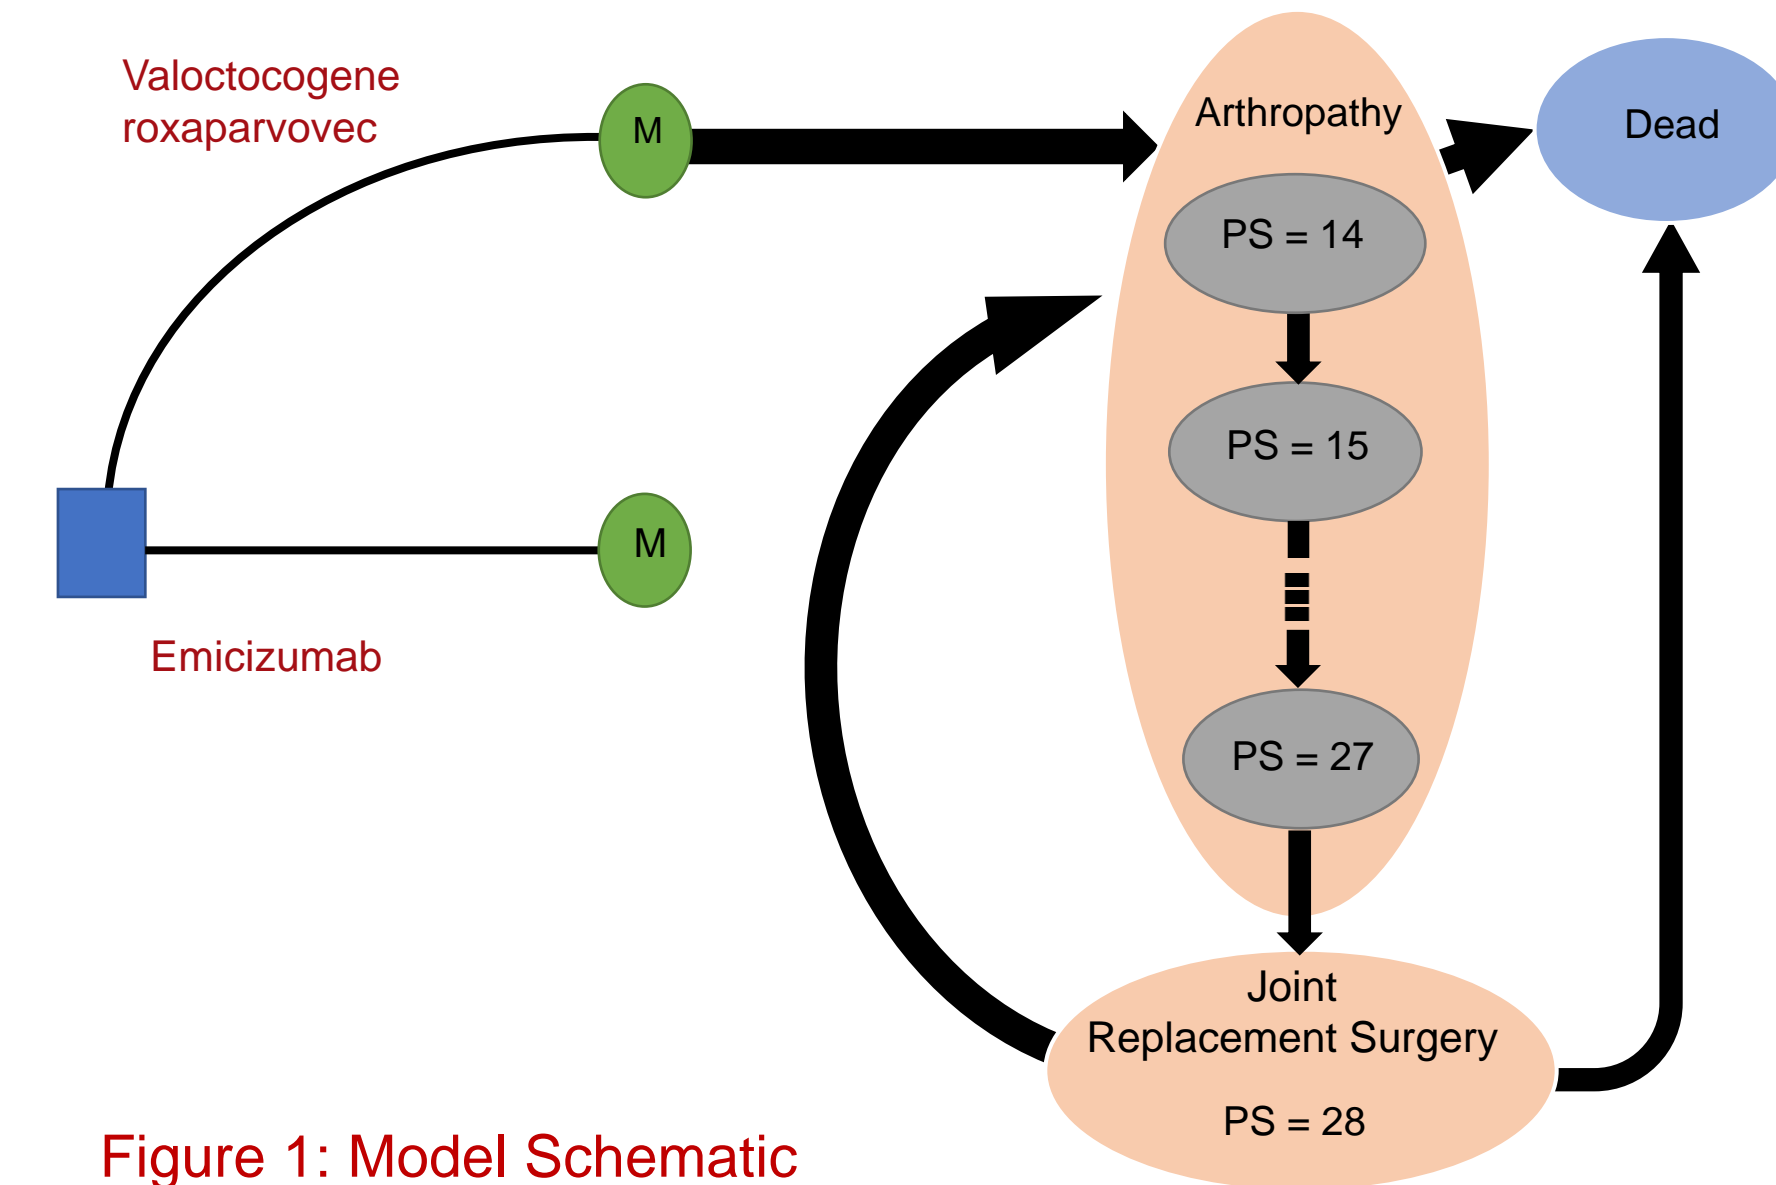 Valoctocogene
roxaparvovec
M
Arthropathy
Dead
PS = 14
PS = 15
M
Emicizumab
PS = 27
Joint
Replacement Surgery
PS = 28
Figure 1: Model Schematic